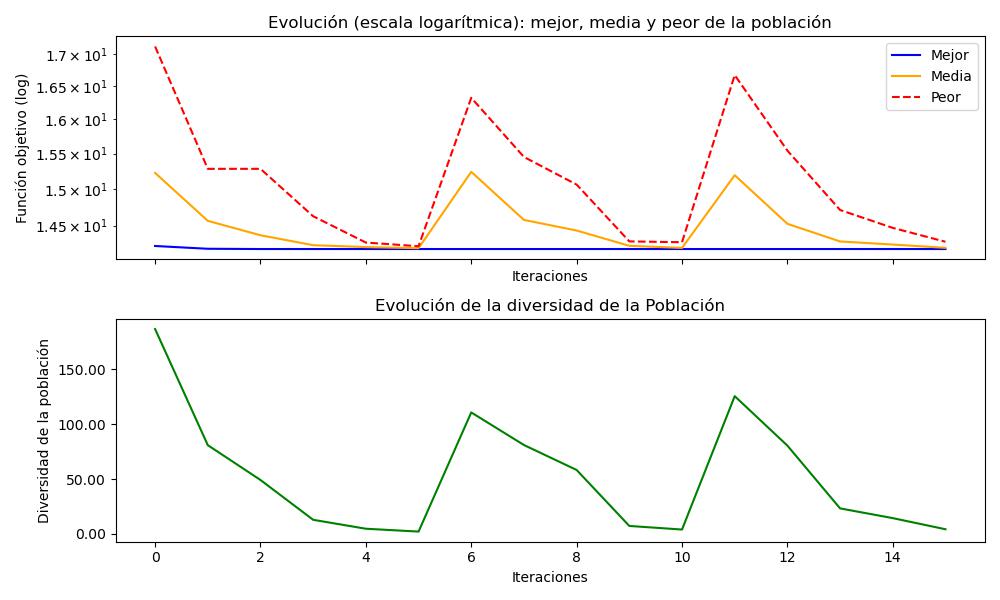 Evolución (escala logarítmica): mejor, media y peor de la población
Función objetivo (log)
1.7 × 10¹
1.65 × 10¹
1.6 × 10¹
1.55 × 10¹
1.5 × 10¹
1.45 × 10¹
Mejor
Media
Peor
Iteraciones
Evolución de la diversidad de la Población
Diversidad de la población
150.00
100.00
50.00
0.00
0 2 4 6 8 10 12 14
Iteraciones